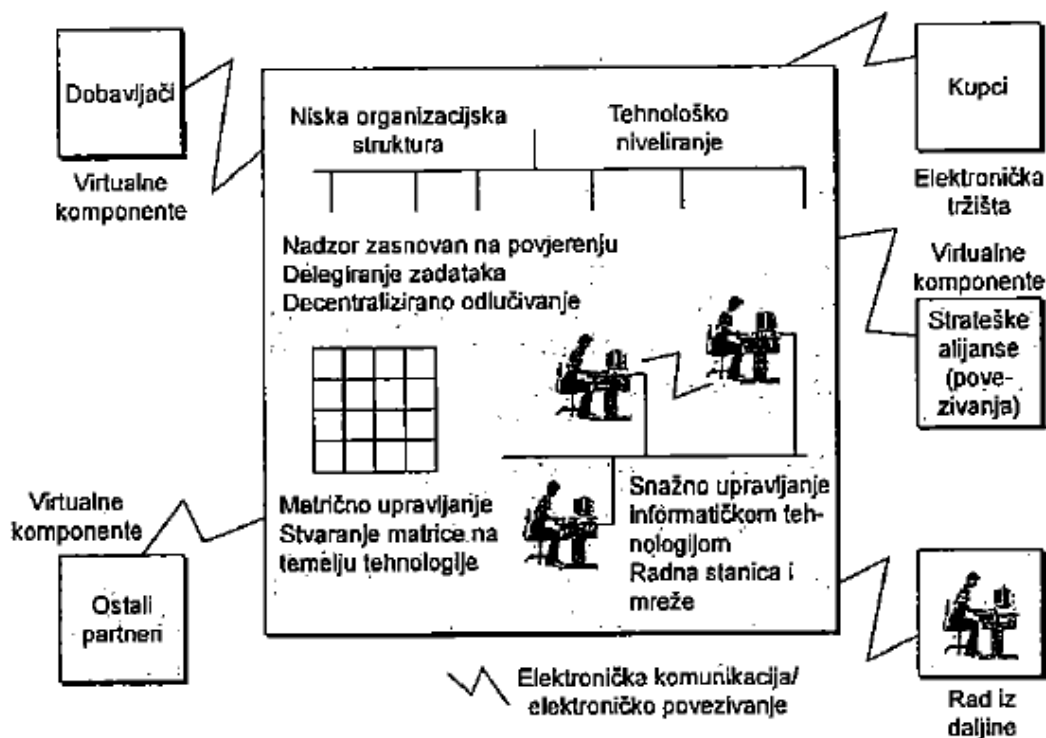 Dobavljači
Virtualne
komponente
Niska organizacijska
struktura
Tehnološko
niveliranje
Kupci
Elektronička
tržišta
Nadzor zasnovan na povjerenju
Delegiranje zadataka
Decentralizirano odlučivanje
Virtualne
komponente
Strateške
alijanse
(pove-
zivanja)
Virtualne
komponente
Ostali
partneri
Matrično upravljanje
Stvaranje matrice na
temelju tehnologije
Snažno upravljanje
informatičkom teh-
nologijom
Radna stanica i
mreže
Rad iz
daljine
Elektronička komunikacija/
elektroničko povezivanje